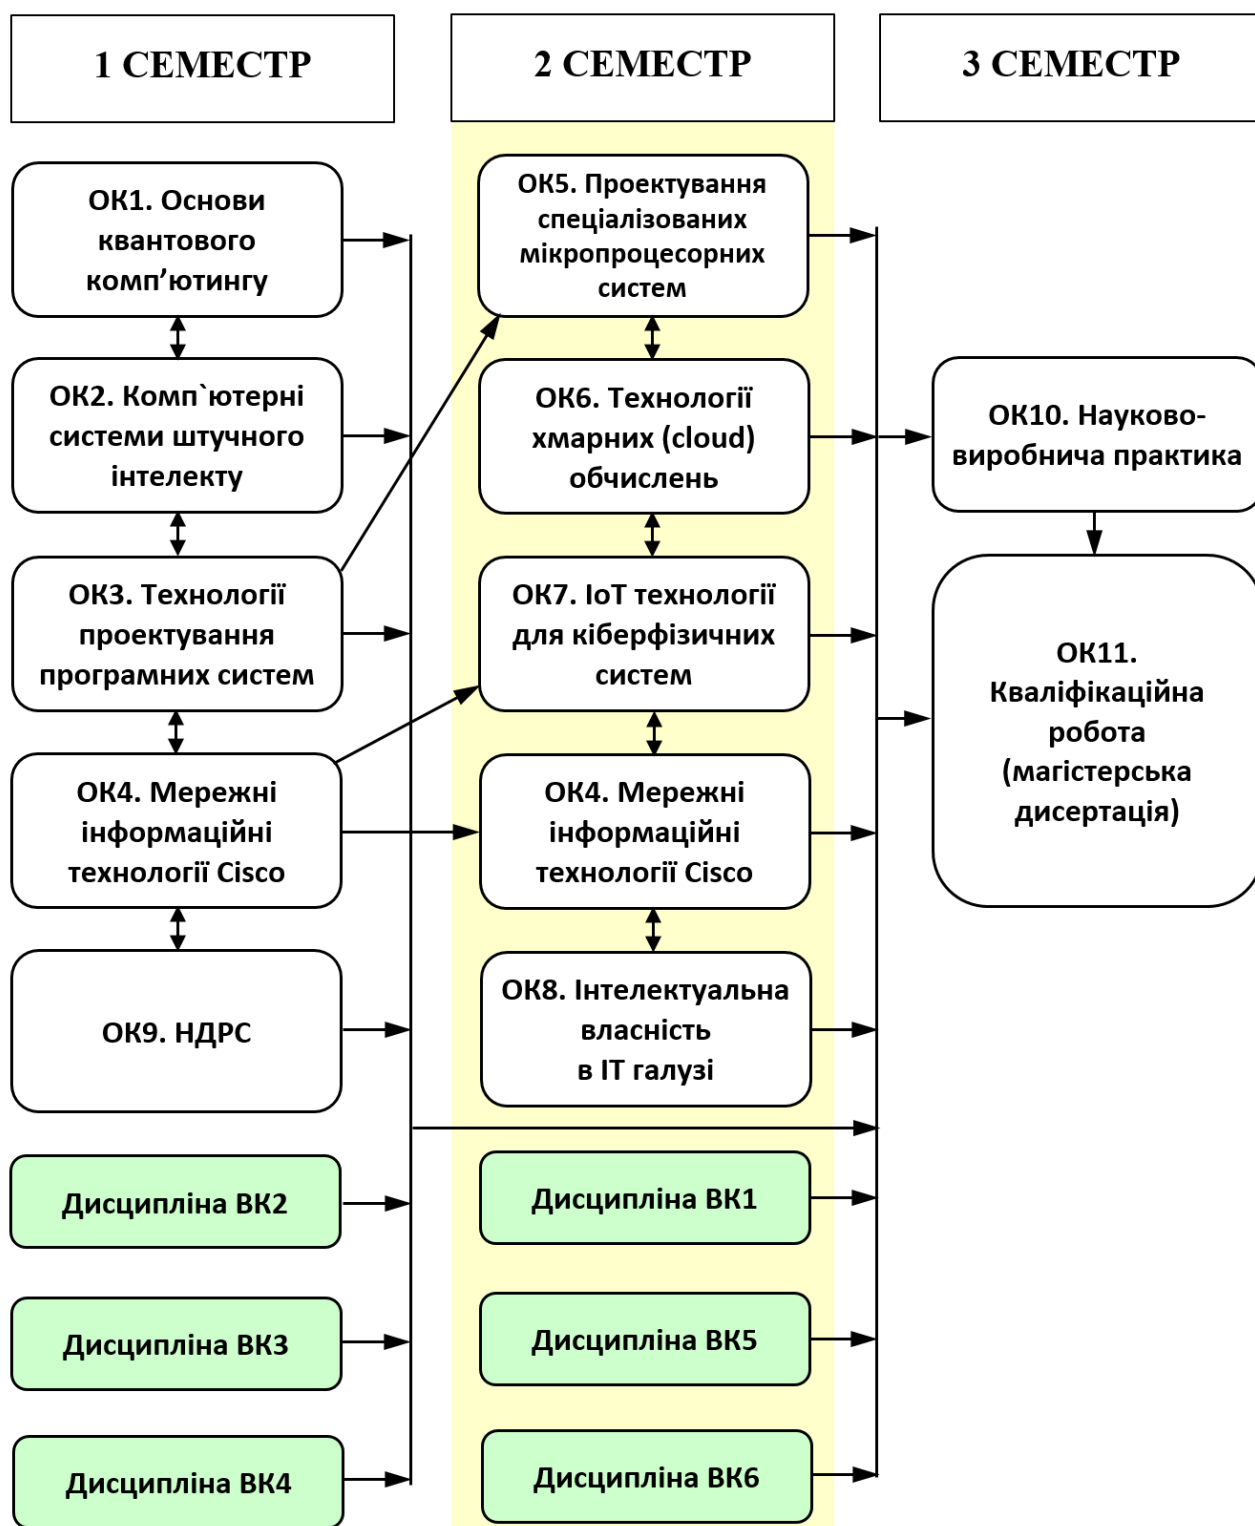 1 СЕМЕСТР
2 СЕМЕСТР
3 СЕМЕСТР
ОК1. Основи
квантового
комп’ютингу
ОК2. Комп`ютерні
системи штучного
інтелекту
ОК3. Технології
проектування
програмних систем
ОК4. Мережні
інформаційні
технології Cisco
ОК9. НДРС
Дисципліна ВК2
Дисципліна ВК3
Дисципліна ВК4
ОК5. Проектування
спеціалізованих
мікропроцесорних
систем
ОК6. Технології
хмарних (cloud)
обчислень
ОК7. IoT технології
для кіберфізичних
систем
ОК4. Мережні
інформаційні
технології Cisco
ОК8. Інтелектуальна
власність
в ІТ галузі
Дисципліна ВК1
Дисципліна ВК5
Дисципліна ВК6
ОК10. Науково-
виробнича практика
ОК11.
Кваліфікаційна
робота
(магістерська
дисертація)